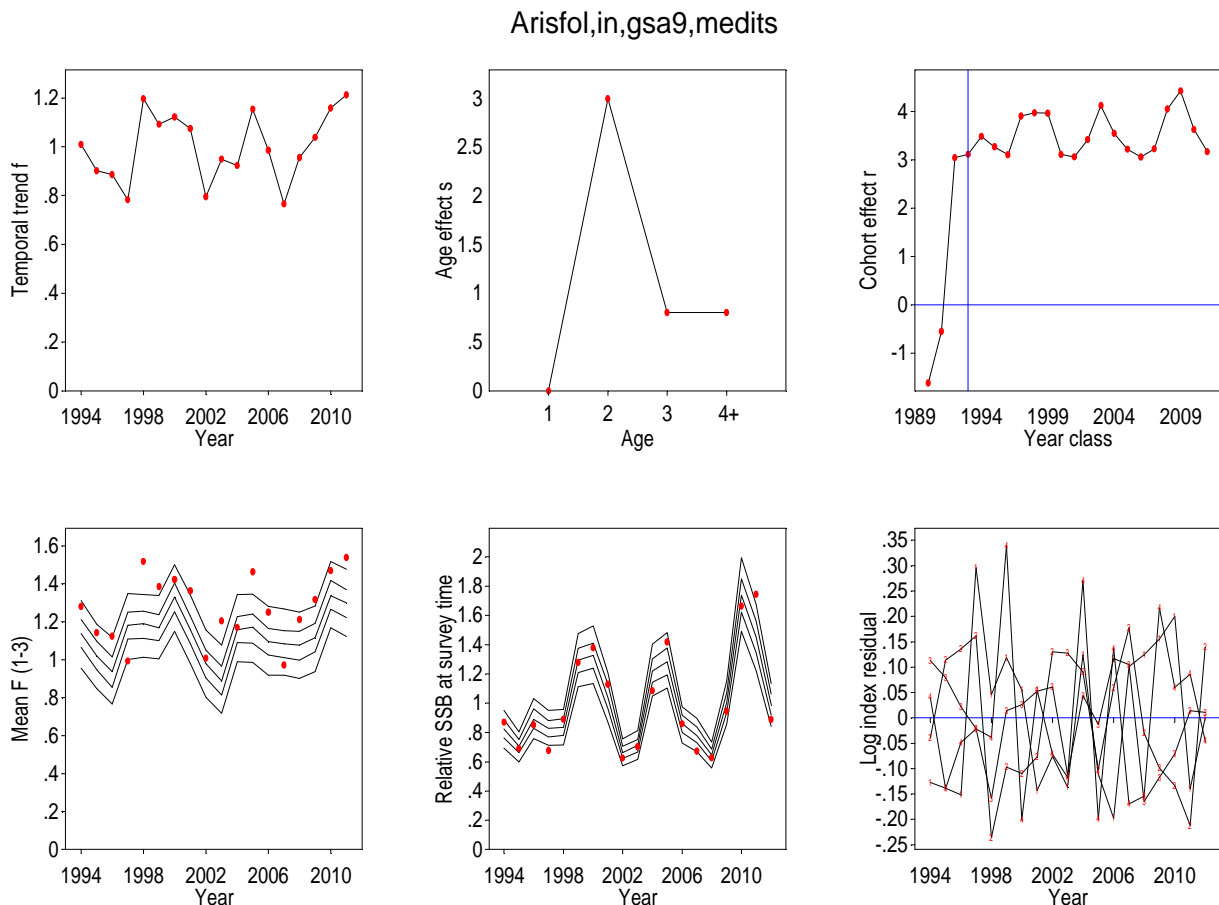 Arisfol,in,gsa9,medits
Temporal trend f
1.2
1
.8
.6
.4
.2
0
1994 1998 2002 2006 2010
Year
Age effect s
3
2.5
2
1.5
1
.5
0
1 2 3 4+
Age
Cohort effect r
4
3
2
1
0
-1
1989 1994 1999 2004 2009
Year class
Mean F (1-3)
1.6
1.4
1.2
1
.8
.6
.4
.2
0
1994 1998 2002 2006 2010
Year
Relative SSB at survey time
2
1.8
1.6
1.4
1.2
1
.8
.6
.4
.2
0
1994 1998 2002 2006 2010
Year
Log index residual
.35
.30
.25
.20
.15
.10
.05
0
-.05
-.10
-.15
-.20
-.25
1994 1998 2002 2006 2010
Year